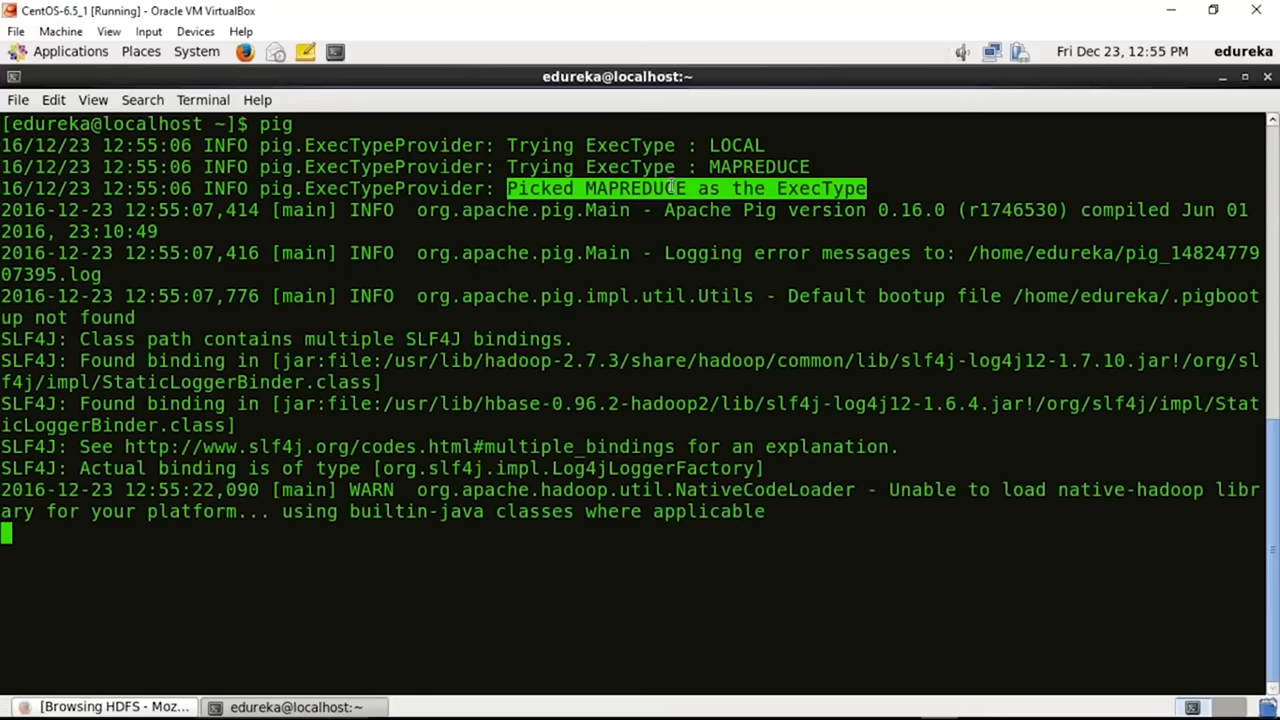 CentOS-6.5_1 [Running] - Oracle VM VirtualBox
File Machine View Input Devices Help
Applications Places System Fri Dec 23, 12:55 PM edureka
edureka@localhost:~
File Edit View Search Terminal Help
[edureka@localhost ~]$ pig
16/12/23 12:55:06 INFO pig.ExecTypeProvider: Trying ExecType : LOCAL
16/12/23 12:55:06 INFO pig.ExecTypeProvider: Trying ExecType : MAPREDUCE
16/12/23 12:55:06 INFO pig.ExecTypeProvider: Picked MAPREDUCE as the ExecType
2016-12-23 12:55:07,414 [main] INFO  org.apache.pig.Main - Apache Pig version 0.16.0 (r1746530) compiled Jun 01
2016, 23:10:49
2016-12-23 12:55:07,416 [main] INFO  org.apache.pig.Main - Logging error messages to: /home/edureka/pig_14824779
07395.log
2016-12-23 12:55:07,776 [main] INFO  org.apache.pig.impl.util.Utils - Default bootup file /home/edureka/.pigboot
up not found
SLF4J: Class path contains multiple SLF4J bindings.
SLF4J: Found binding in [jar:file:/usr/lib/hadoop-2.7.3/share/hadoop/common/lib/slf4j-log4j12-1.7.10.jar!/org/sl
f4j/impl/StaticLoggerBinder.class]
SLF4J: Found binding in [jar:file:/usr/lib/hbase-0.96.2-hadoop2/lib/slf4j-log4j12-1.6.4.jar!/org/slf4j/impl/Stat
icLoggerBinder.class]
SLF4J: See http://www.slf4j.org/codes.html#multiple_bindings for an explanation.
SLF4J: Actual binding is of type [org.slf4j.impl.Log4jLoggerFactory]
2016-12-23 12:55:22,090 [main] WARN  org.apache.hadoop.util.NativeCodeLoader - Unable to load native-hadoop libr
ary for your platform... using builtin-java classes where applicable
[Browsing HDFS - Moz... edureka@localhost:~